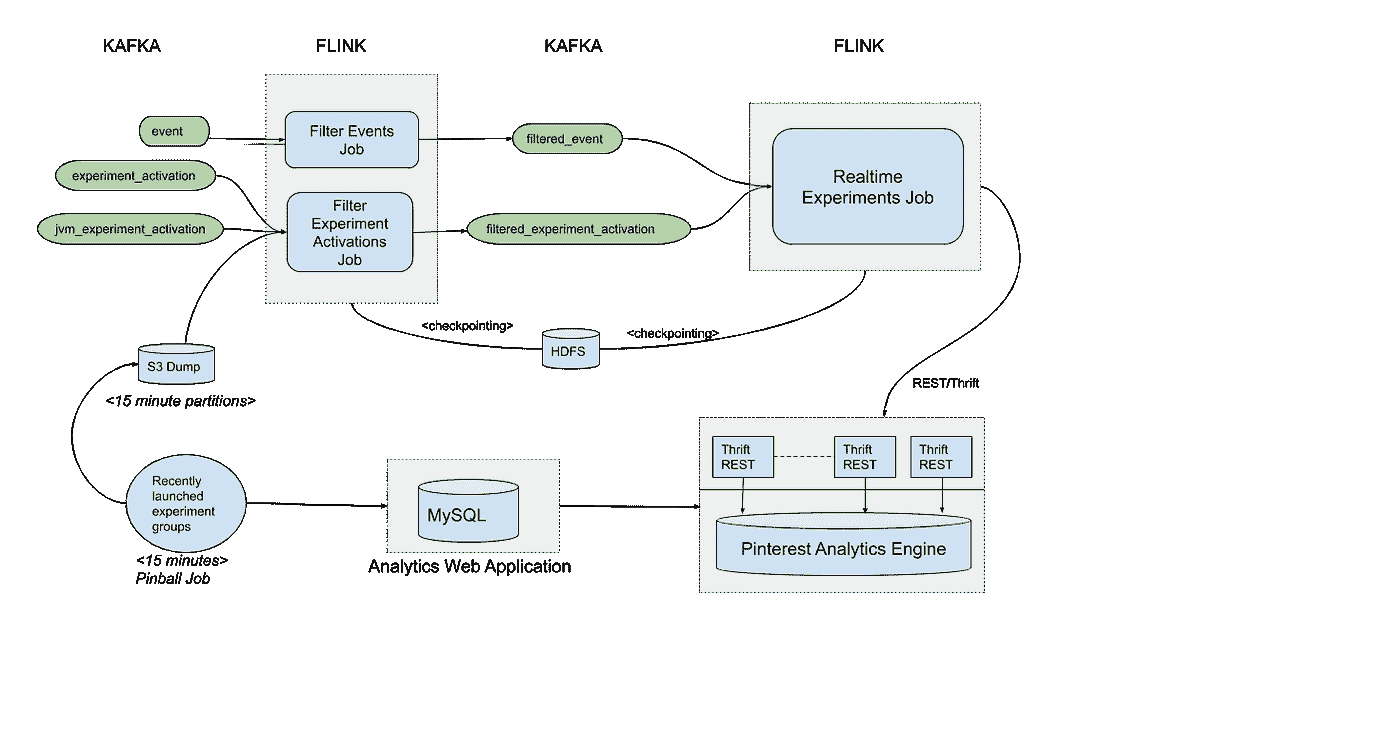 KAFKA
FLINK
KAFKA
FLINK
event
Filter Events
Job
filtered_event
experiment_activation
Realtime
Experiments Job
jvm_experiment_activation
Filter
Experiment
Activations
Job
filtered_experiment_activation
<checkpointing>
HDFS
<checkpointing>
S3 Dump
<15 minute partitions>
REST/Thrift
Thrift
REST
Thrift
REST
Thrift
REST
Recently
launched
experiment
groups
<15 minutes>
Pinball Job
MySQL
Analytics Web Application
Pinterest Analytics Engine